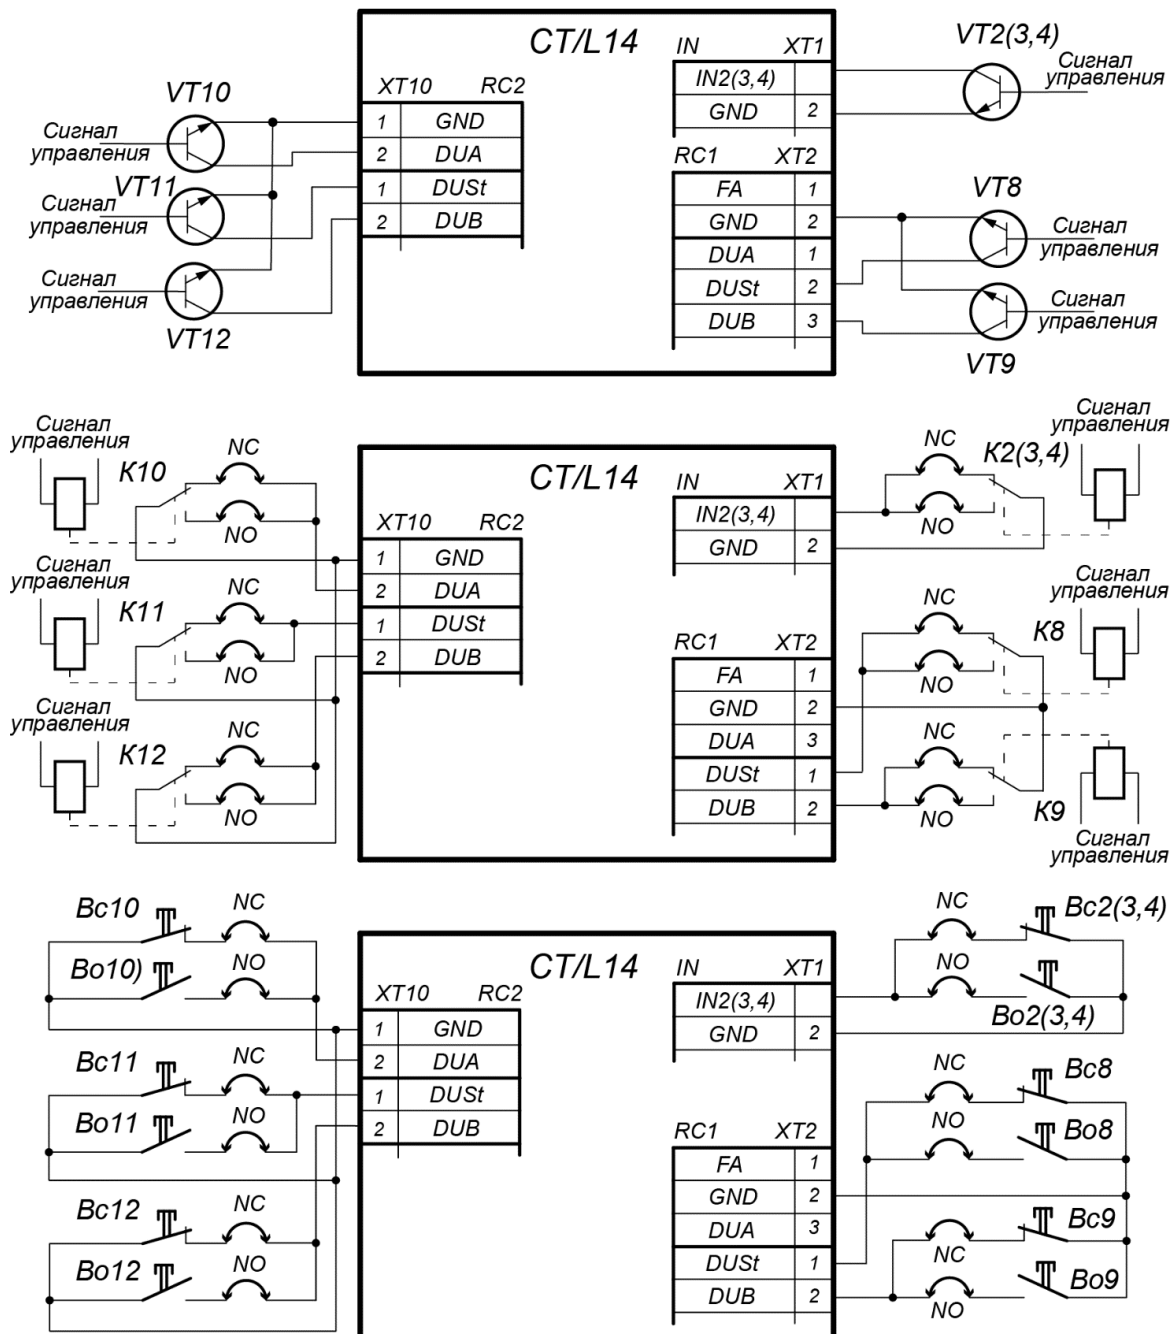 CT/L14
IN XT1
VT2(3,4)
Сигнал
управления
IN2(3,4)
GND 2
XT10 RC2
VT10
1 GND
2 DUA
1 DUSt
2 DUB
Сигнал
управления
VT11
Сигнал
управления
Сигнал
управления
VT12
RC1 XT2
FA 1
GND 2
DUA 1
DUSt 2
DUB 3
VT8
Сигнал
управления
Сигнал
управления
VT9
Сигнал
управления
K10
NC
NO
CT/L14
IN XT1
IN2(3,4)
GND 2
NC
NO
K2(3,4)
Сигнал
управления
XT10 RC2
1 GND
2 DUA
1 DUSt
2 DUB
Сигнал
управления
K11
NC
NO
Сигнал
управления
K12
NC
NO
RC1 XT2
FA 1
GND 2
DUA 3
DUSt 1
DUB 2
NC
NO
K8
Сигнал
управления
NC
NO
K9
Сигнал
управления
Bc10
NC
Bo10)
NO
CT/L14
IN XT1
IN2(3,4)
GND 2
NC
Bc2(3,4)
NO
Bo2(3,4)
XT10 RC2
1 GND
2 DUA
1 DUSt
2 DUB
Bc11
NC
Bo11
NO
Bc12
NC
Bo12
NO
RC1 XT2
FA 1
GND 2
DUA 3
DUSt 1
DUB 2
NC
Bc8
NO
Bo8
Bc9
NC
Bo9
NO